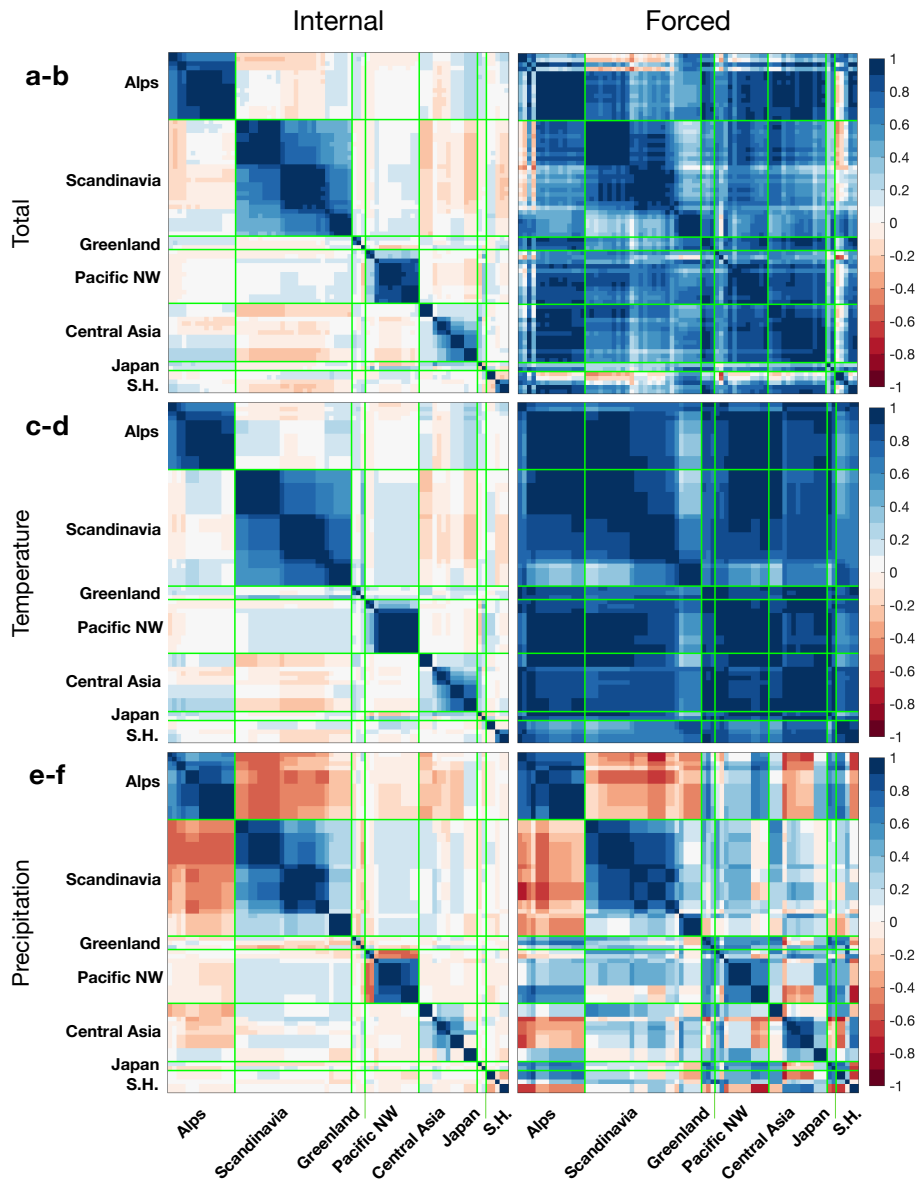 Internal Forced
a-b
Total
Alps
Scandinavia
Greenland
Pacific NW
Central Asia
Japan
S.H.
1
0.8
0.6
0.4
0.2
0
-0.2
-0.4
-0.6
-0.8
-1
c-d
Temperature
Alps
Scandinavia
Greenland
Pacific NW
Central Asia
Japan
S.H.
1
0.8
0.6
0.4
0.2
0
-0.2
-0.4
-0.6
-0.8
-1
e-f
Precipitation
Alps
Scandinavia
Greenland
Pacific NW
Central Asia
Japan
S.H.
1
0.8
0.6
0.4
0.2
0
-0.2
-0.4
-0.6
-0.8
-1
Alps Scandinavia Greenland Pacific NW Central Asia Japan S.H. Alps Scandinavia Greenland Pacific NW Central Asia Japan S.H.